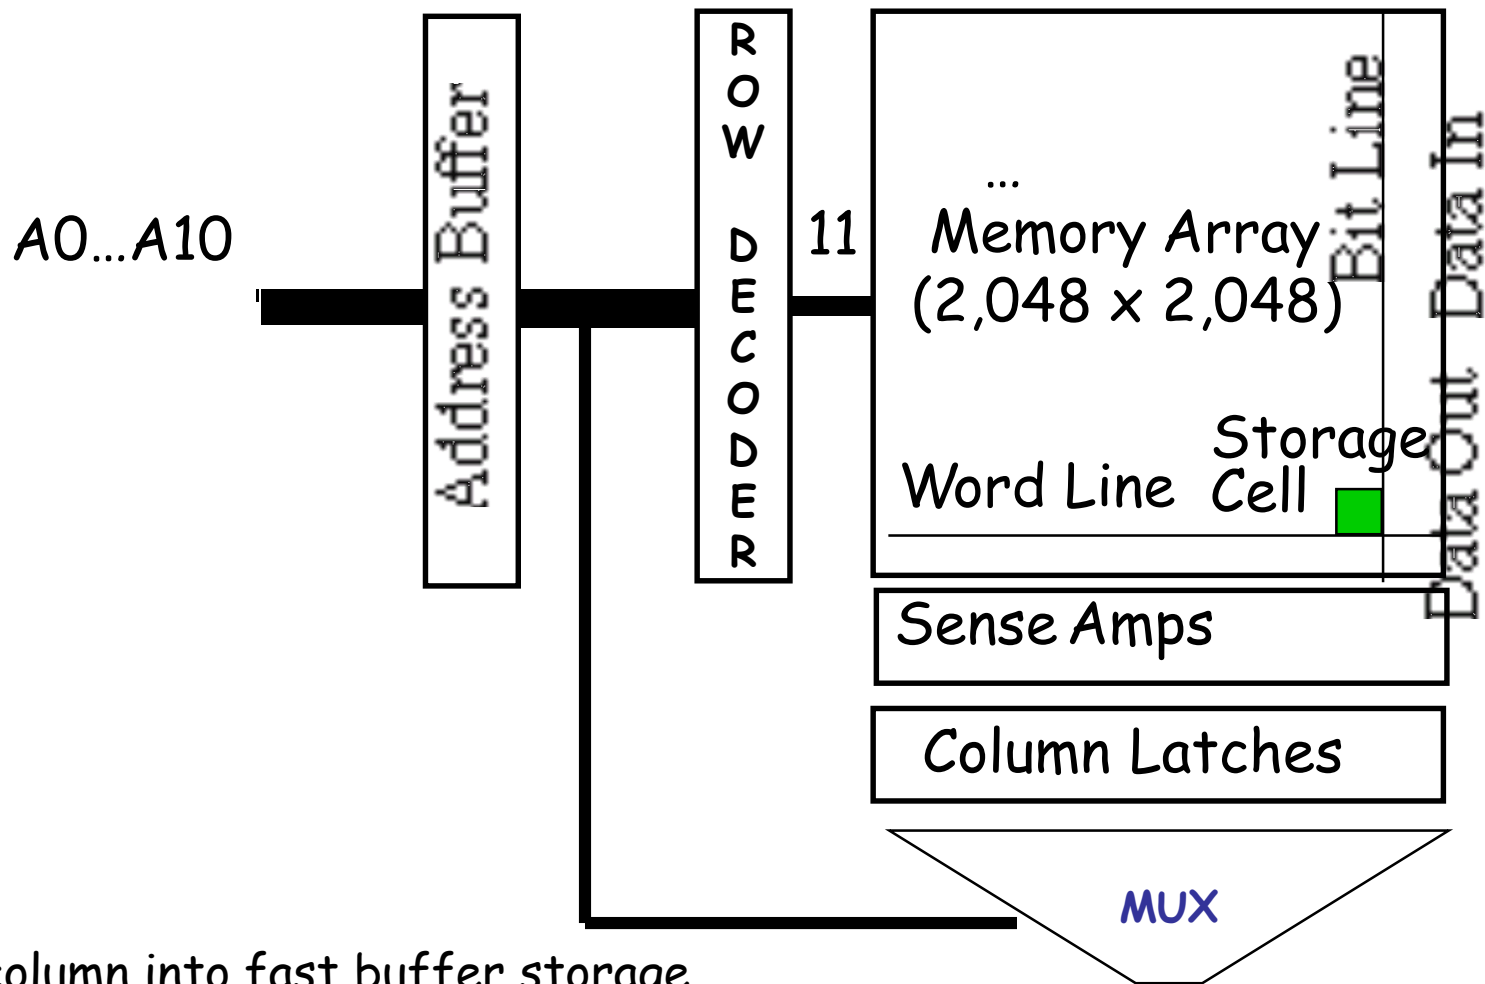 A0...A10
Address Buffer
ROW DECODER
11
...
Memory Array
(2,048 x 2,048)
Bit Line
Data In
Data Out
Storage
Cell
Word Line
Sense Amps
Column Latches
MUX
column into fast buffer storage